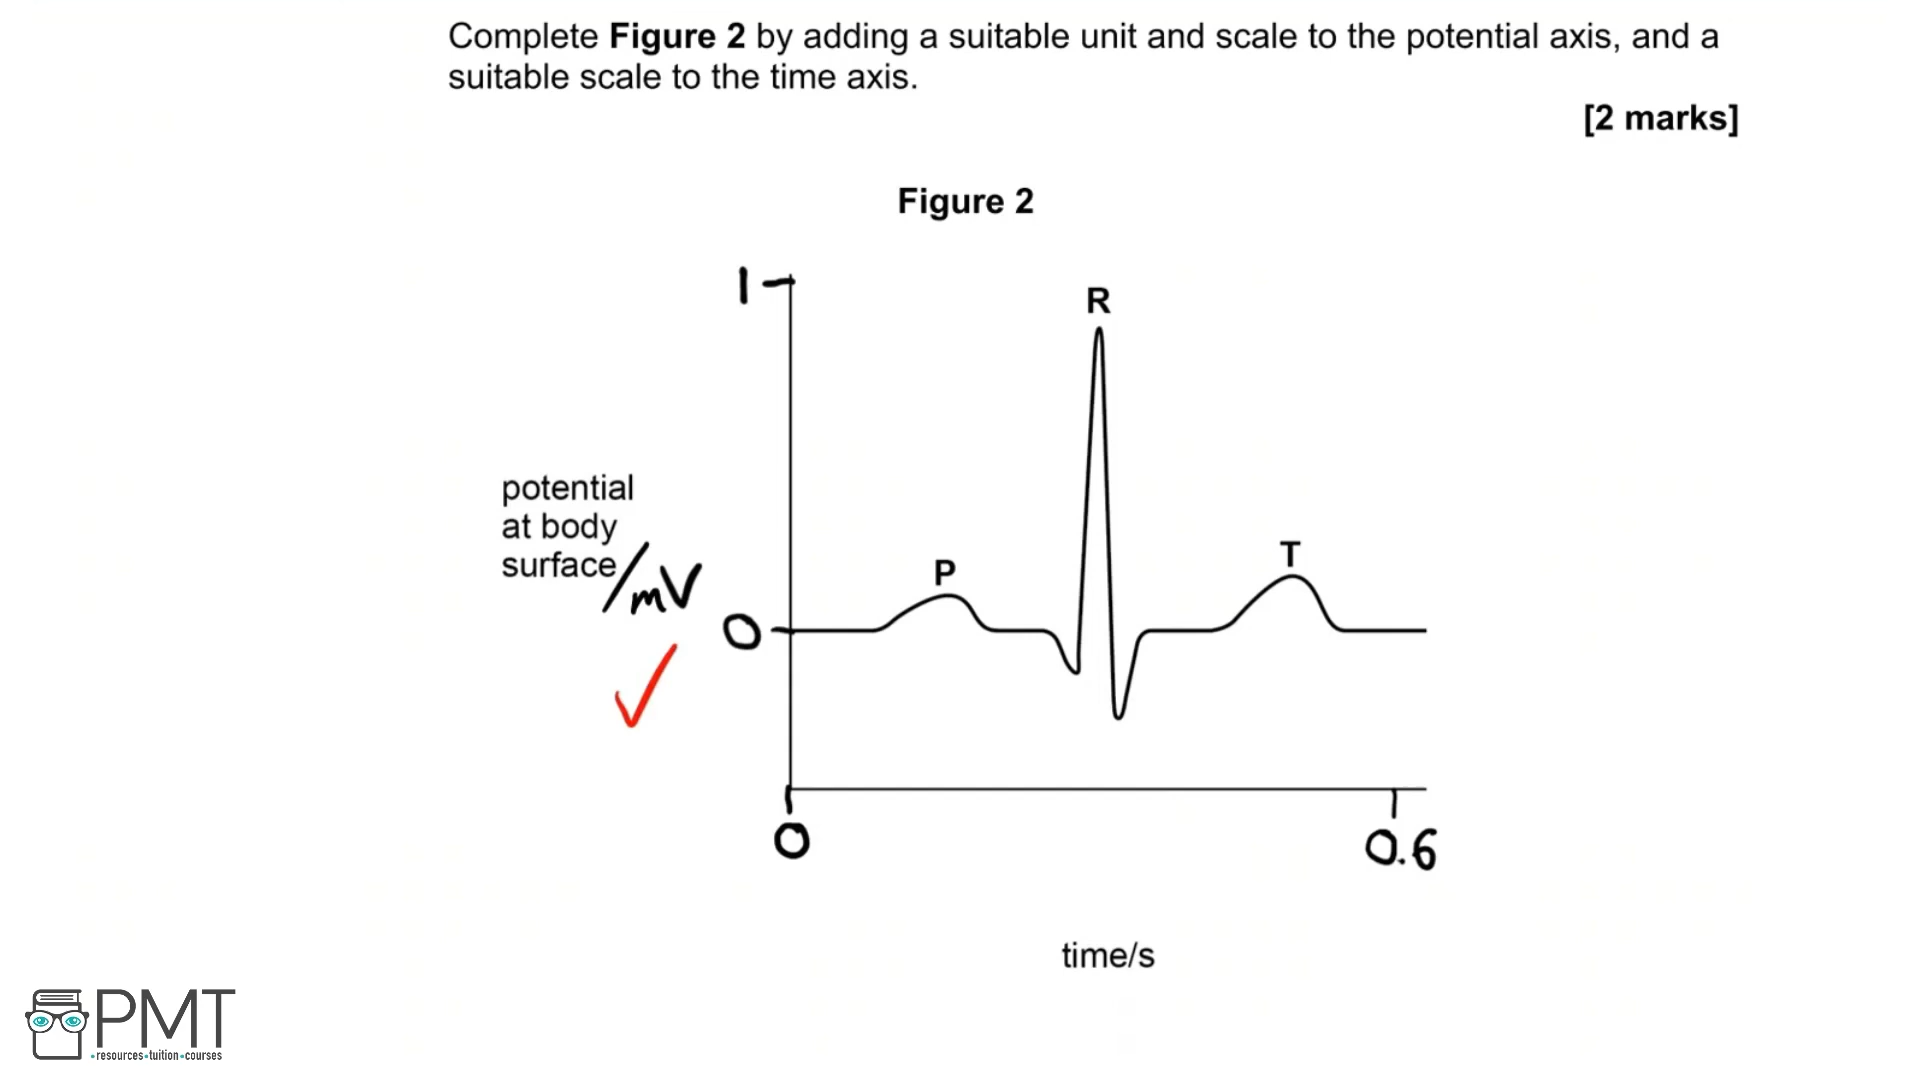 Complete Figure 2 by adding a suitable unit and scale to the potential axis, and a
suitable scale to the time axis.
[2 marks]
Figure 2
1
R
potential
at body
surface/mV
P
T
0
0
0.6
time/s
PMT
•resources•tuition•courses